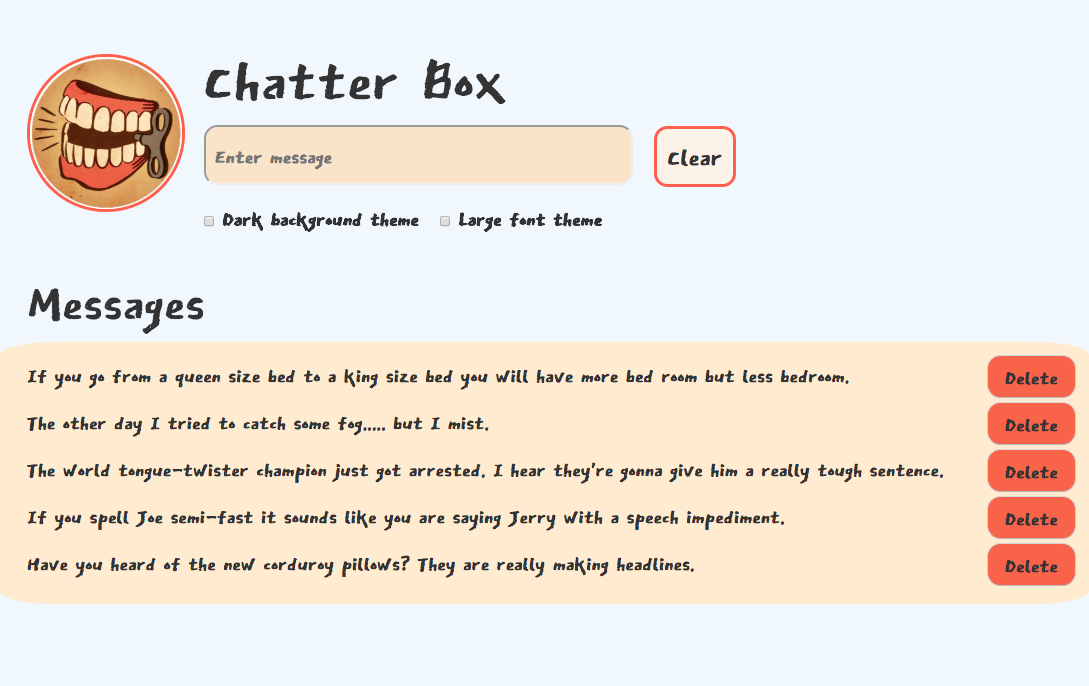 Chatter Box
Enter message
Clear
Dark background theme
Large font theme
Messages
If you go from a queen size bed to a king size bed you will have more bed room but less bedroom.
Delete
The other day I tried to catch some fog..... but I mist.
Delete
The world tongue-twister champion just got arrested. I hear they're gonna give him a really tough sentence.
Delete
If you spell Joe semi-fast it sounds like you are saying Jerry with a speech impediment.
Delete
Have you heard of the new corduroy pillows? They are really making headlines.
Delete